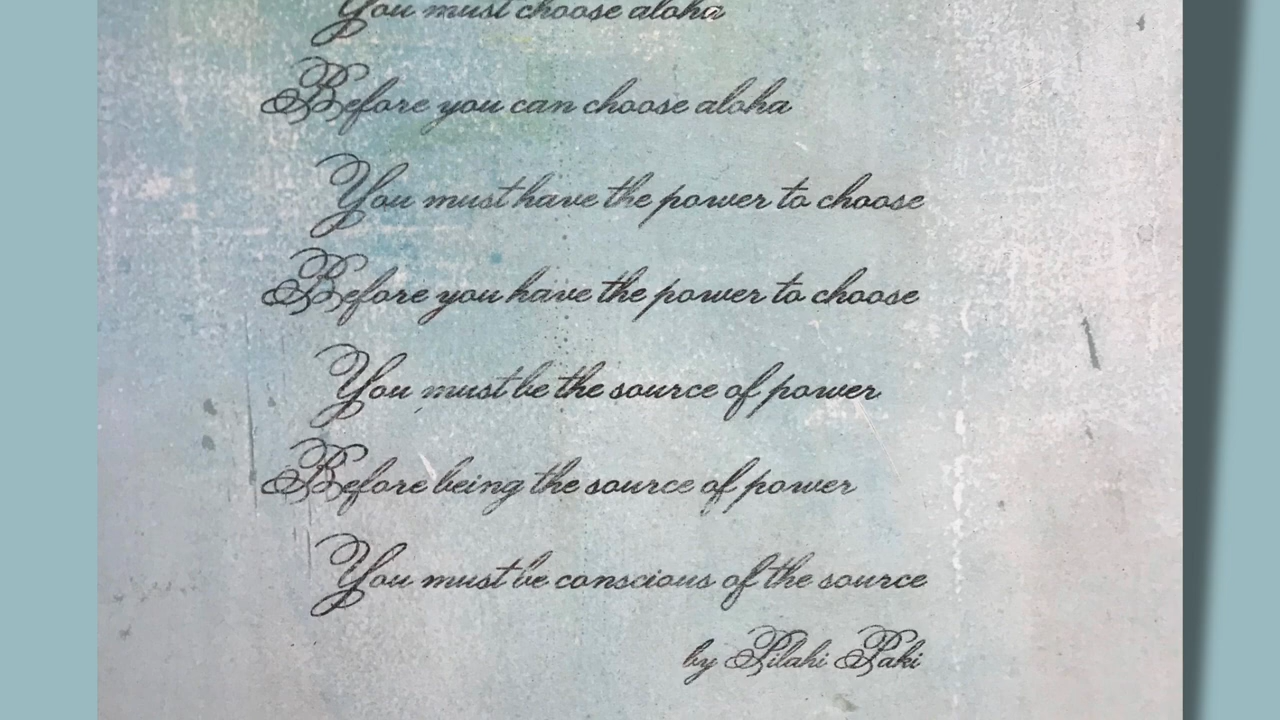 You must choose aloha
Before you can choose aloha
You must have the power to choose
Before you have the power to choose
You must be the source of power
Before being the source of power
You must be conscious of the source
by Pilahi Paki